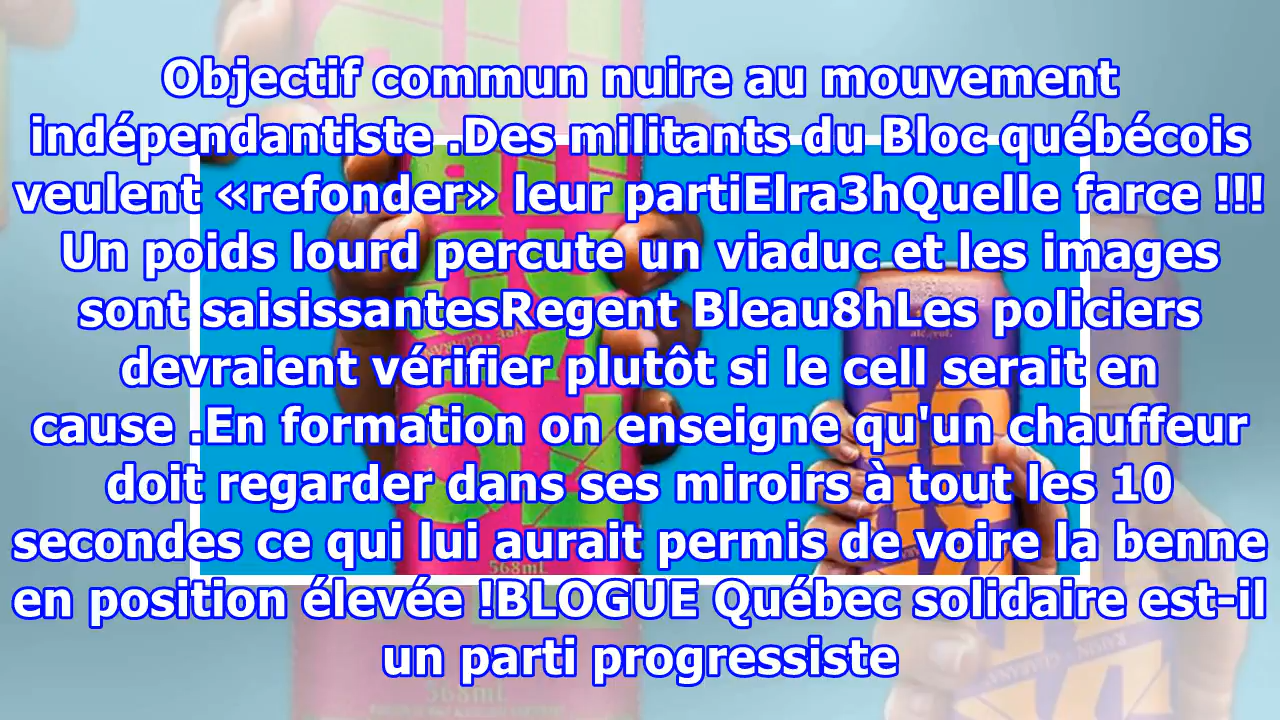 Objectif commun nuire au mouvement
indépendantiste .Des militants du Bloc québécois
veulent «refonder» leur partiElra3hQuelle farce !!!
Un poids lourd percute un viaduc et les images
sont saisissantesRegent Bleau8hLes policiers
devraient vérifier plutôt si le cell serait en
cause .En formation on enseigne qu'un chauffeur
doit regarder dans ses miroirs à tout les 10
secondes ce qui lui aurait permis de voire la benne
en position élevée !BLOGUE Québec solidaire est-il
un parti progressiste
568mL
568mL